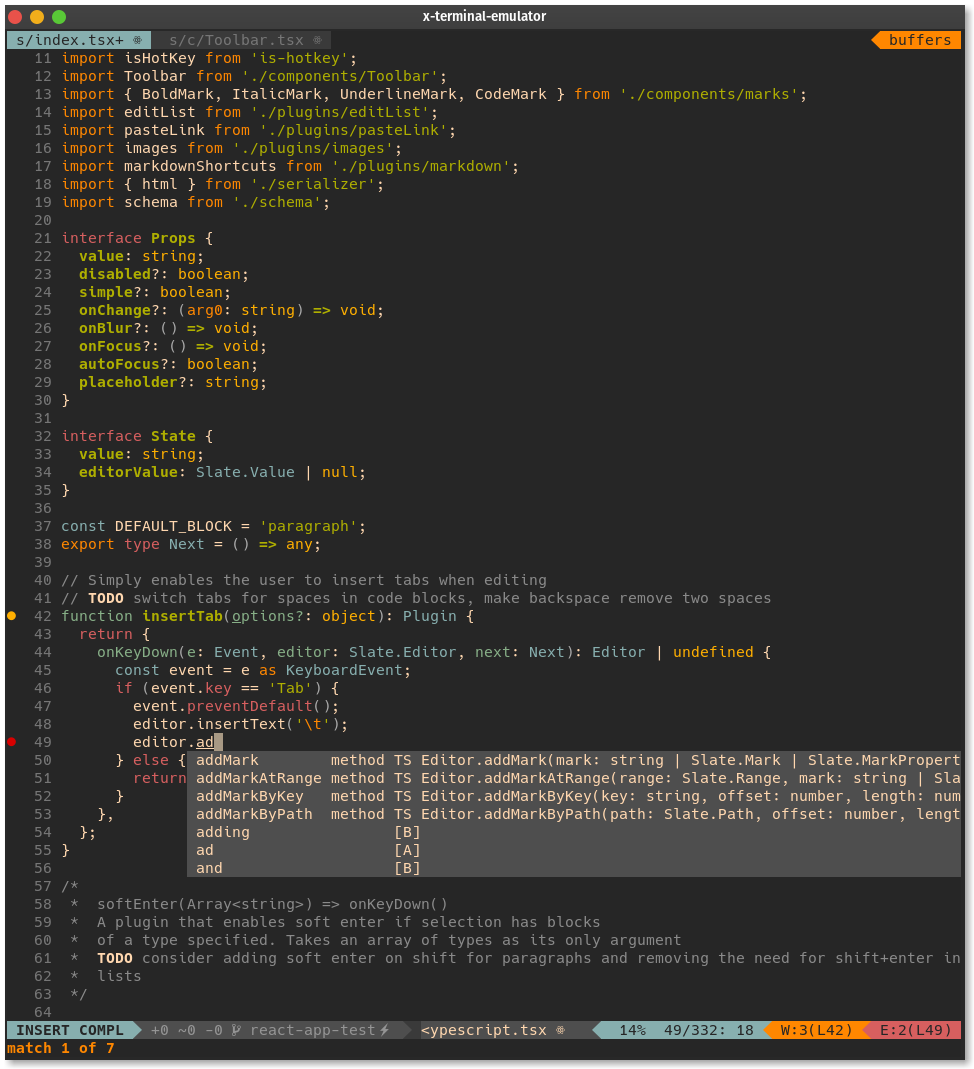 x-terminal-emulator
s/index.tsx+ s/c/Toolbar.tsx buffers
11 import isHotKey from 'is-hotkey';
12 import Toolbar from './components/Toolbar';
13 import { BoldMark, ItalicMark, UnderlineMark, CodeMark } from './components/marks';
14 import editList from './plugins/editList';
15 import pasteLink from './plugins/pasteLink';
16 import images from './plugins/images';
17 import markdownShortcuts from './plugins/markdown';
18 import { html } from './serializer';
19 import schema from './schema';
20
21 interface Props {
22   value: string;
23   disabled?: boolean;
24   simple?: boolean;
25   onChange?: (arg0: string) => void;
26   onBlur?: () => void;
27   onFocus?: () => void;
28   autoFocus?: boolean;
29   placeholder?: string;
30 }
31
32 interface State {
33   value: string;
34   editorValue: Slate.Value | null;
35 }
36
37 const DEFAULT_BLOCK = 'paragraph';
38 export type Next = () => any;
39
40 // Simply enables the user to insert tabs when editing
41 // TODO switch tabs for spaces in code blocks, make backspace remove two spaces
42 function insertTab(options?: object): Plugin {
43   return {
44     onKeyDown(e: Event, editor: Slate.Editor, next: Next): Editor | undefined {
45       const event = e as KeyboardEvent;
46       if (event.key == 'Tab') {
47         event.preventDefault();
48         editor.insertText('\t');
49         editor.ad
50       } else { addMark        method TS Editor.addMark(mark: string | Slate.Mark | Slate.MarkPropert
51         return addMarkAtRange method TS Editor.addMarkAtRange(range: Slate.Range, mark: string | Sla
52       }        addMarkByKey   method TS Editor.addMarkByKey(key: string, offset: number, length: num
53     },         addMarkByPath  method TS Editor.addMarkByPath(path: Slate.Path, offset: number, lengt
54   };           adding                [B]
55 }              ad                    [A]
56              and                   [B]
57 /*
58  *  softEnter(Array<string>) => onKeyDown()
59  *  A plugin that enables soft enter if selection has blocks
60  *  of a type specified. Takes an array of types as its only argument
61  *  TODO consider adding soft enter on shift for paragraphs and removing the need for shift+enter in
62  *  lists
63  */
64
INSERT COMPL +0 ~0 -0 react-app-test⚡ <ypescript.tsx 14% 49/332: 18 W:3(L42) E:2(L49)
match 1 of 7